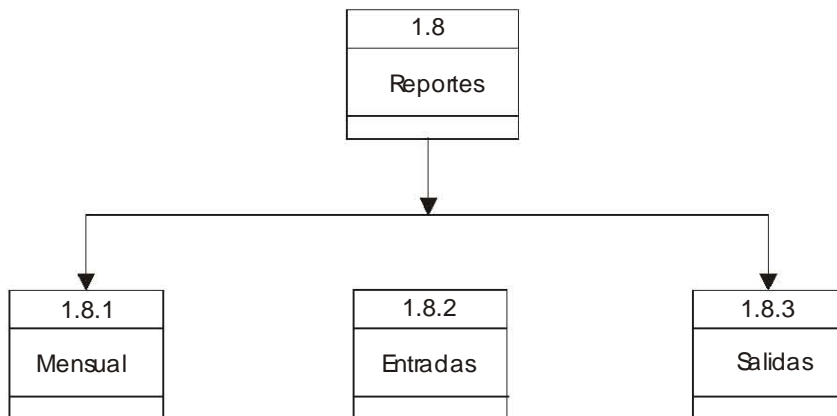 1.8
Reportes
1.8.1
Mensual
1.8.2
Entradas
1.8.3
Salidas